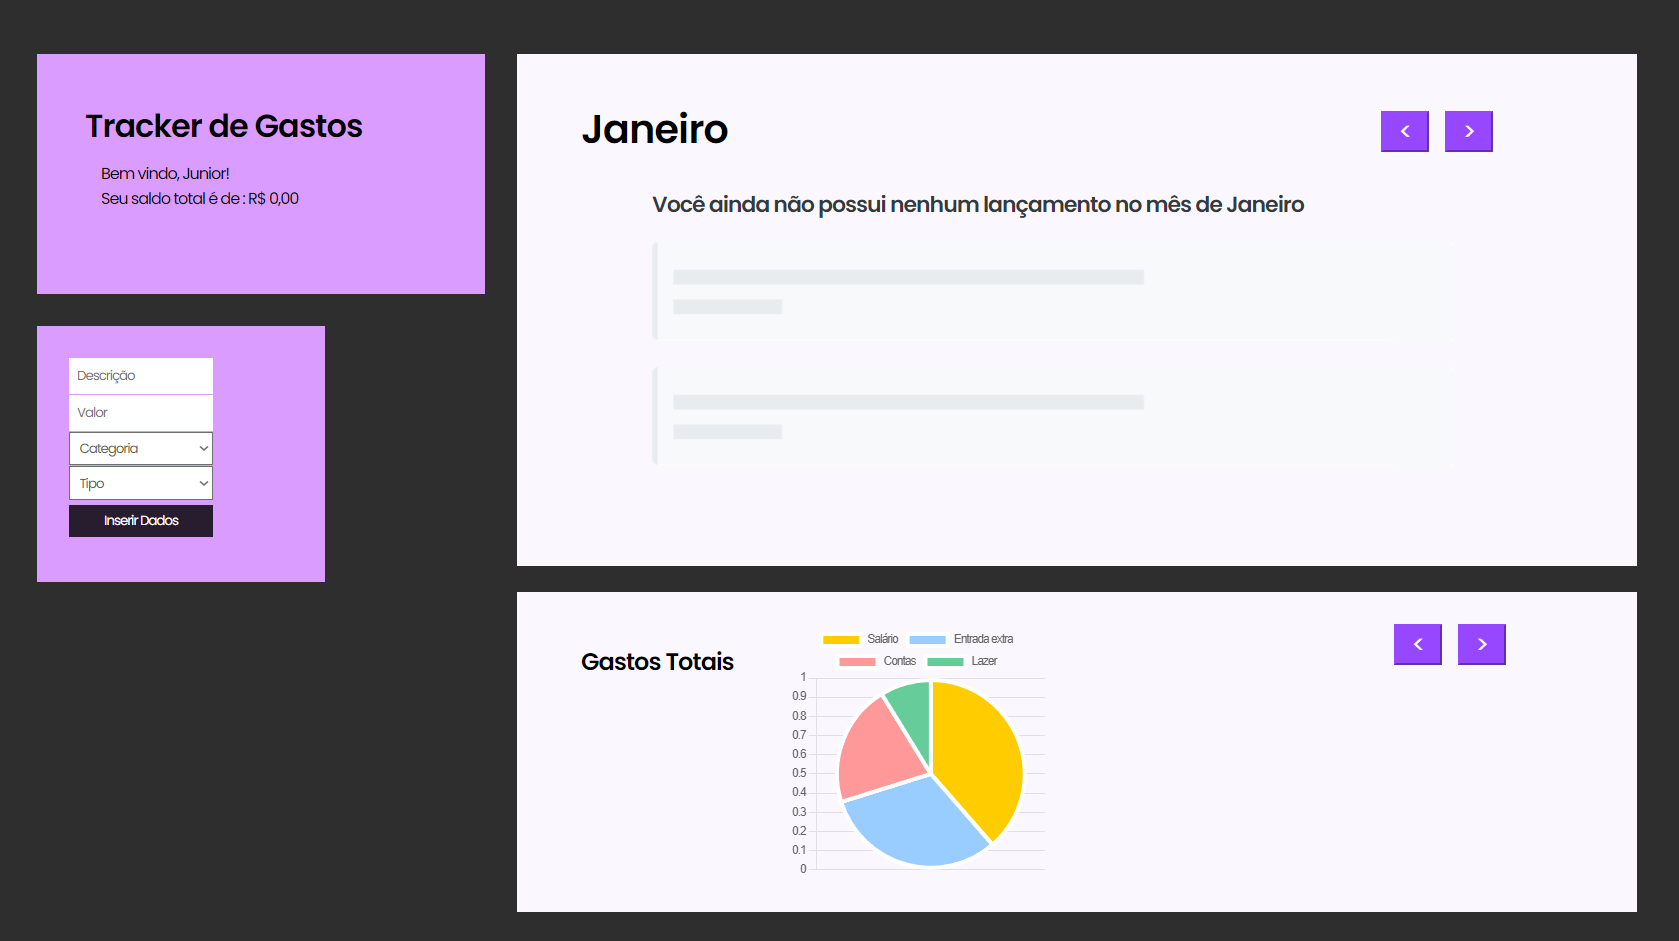 Tracker de Gastos
Bem vindo, Junior!
Seu saldo total é de : R$ 0,00
Descrição
Valor
Categoria
Tipo
Inserir Dados
Janeiro
< >
Você ainda não possui nenhum lançamento no mês de Janeiro
Gastos Totais
Salário Entrada extra
Contas Lazer
1
0.9
0.8
0.7
0.6
0.5
0.4
0.3
0.2
0.1
0
< >